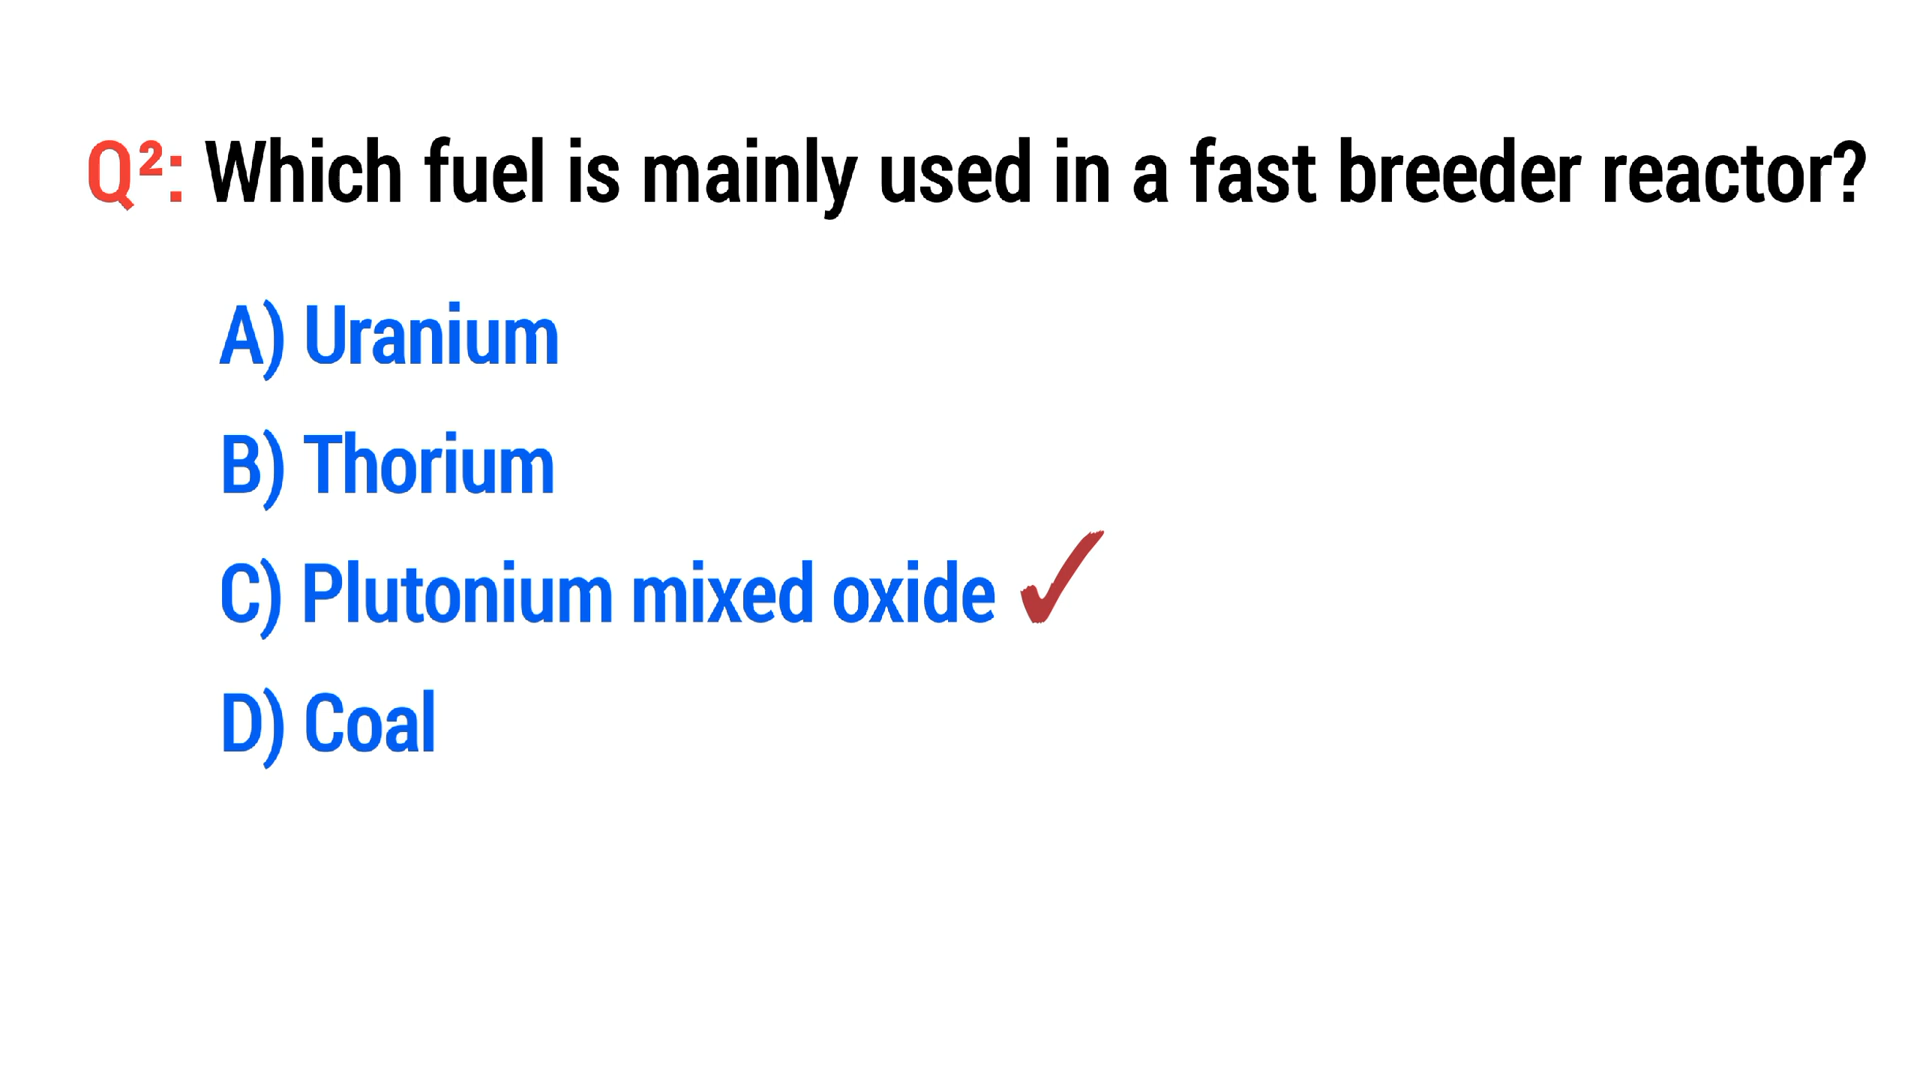 Q²: Which fuel is mainly used in a fast breeder reactor?
A) Uranium
B) Thorium
C) Plutonium mixed oxide ✓
D) Coal